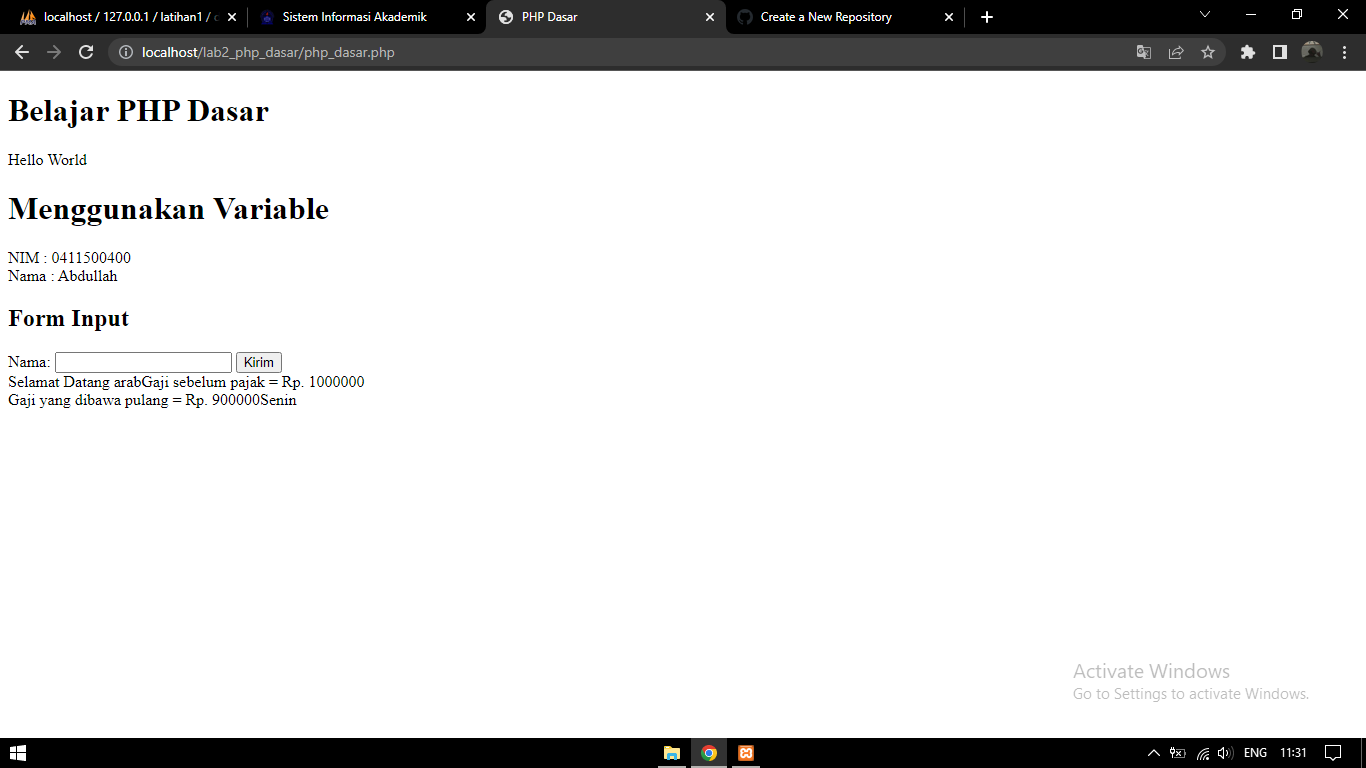 localhost / 127.0.0.1 / latihan1 /
Sistem Informasi Akademik
PHP Dasar
Create a New Repository
localhost/lab2_php_dasar/php_dasar.php
Belajar PHP Dasar
Hello World
Menggunakan Variable
NIM : 0411500400
Nama : Abdullah
Form Input
Nama: Kirim
Selamat Datang arabGaji sebelum pajak = Rp. 1000000
Gaji yang dibawa pulang = Rp. 900000Senin
Activate Windows
Go to Settings to activate Windows.
ENG 11:31